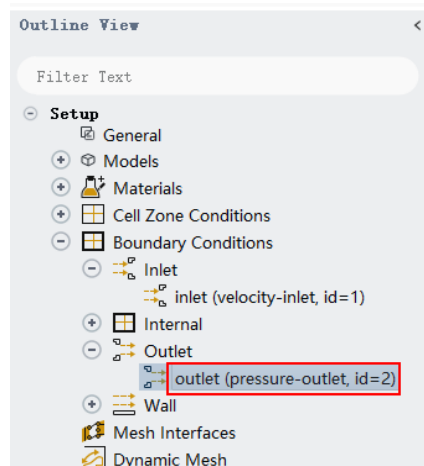 Outline View
Filter Text
Setup
General
Models
Materials
Cell Zone Conditions
Boundary Conditions
Inlet
inlet (velocity-inlet, id=1)
Internal
Outlet
outlet (pressure-outlet, id=2)
Wall
Mesh Interfaces
Dynamic Mesh